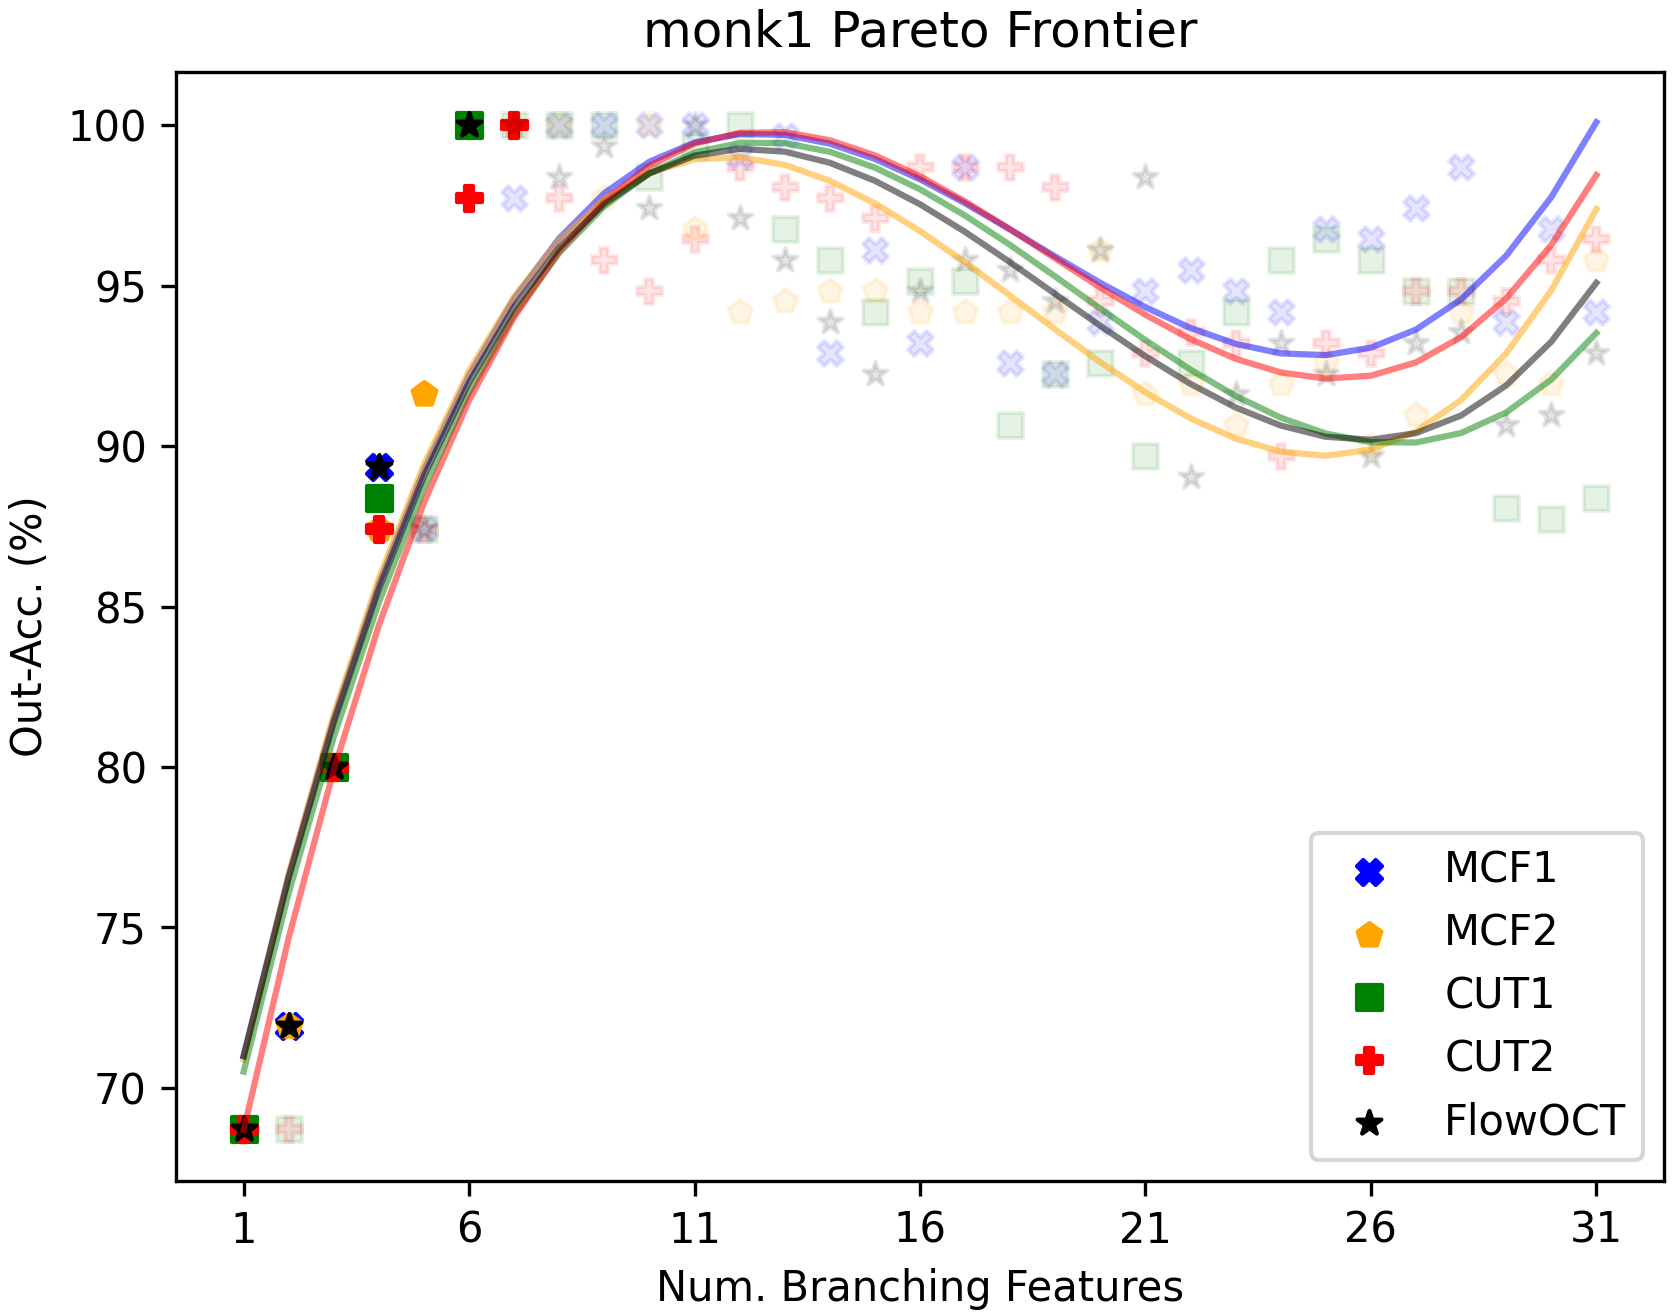 monk1 Pareto Frontier
Out-Acc. (%)
100
95
90
85
80
75
70
MCF1
MCF2
CUT1
CUT2
FlowOCT
1 6 11 16 21 26 31
Num. Branching Features